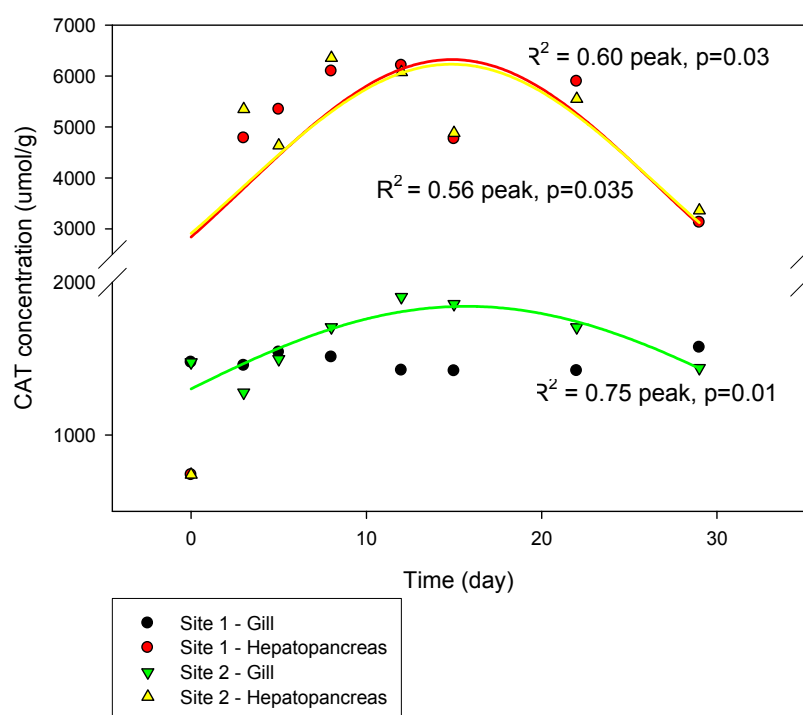 7000
R² = 0.60 peak, p=0.03
6000
5000
R² = 0.56 peak, p=0.035
4000
3000
2000
R² = 0.75 peak, p=0.01
1000
CAT concentration (umol/g)
0 10 20 30
Time (day)
Site 1 - Gill
Site 1 - Hepatopancreas
Site 2 - Gill
Site 2 - Hepatopancreas